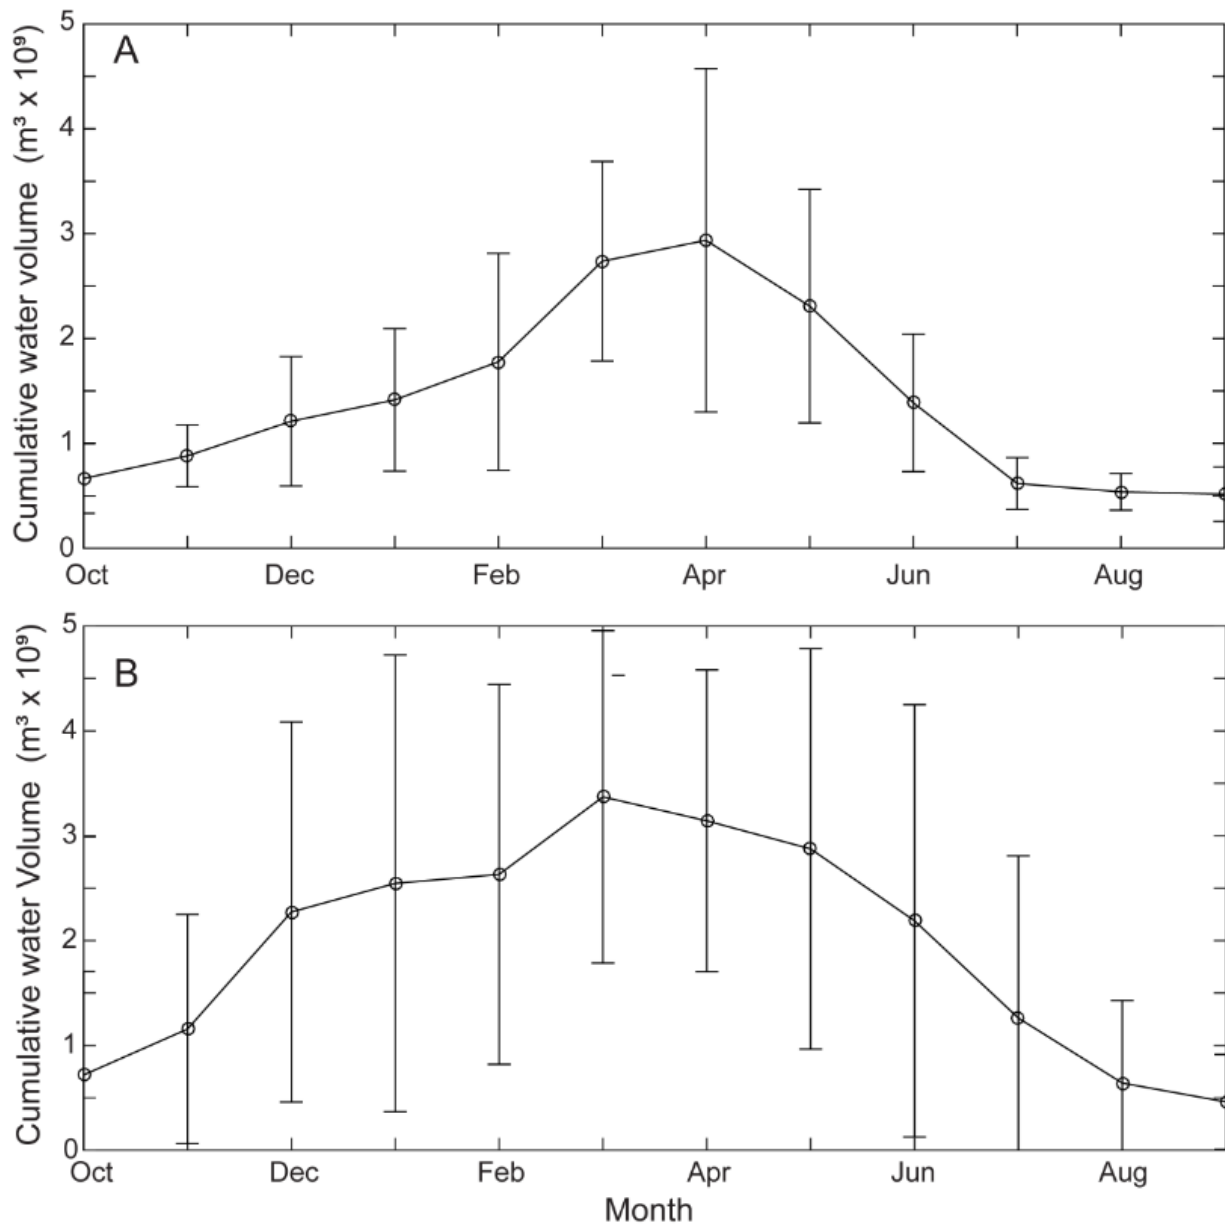 A
Cumulative water volume (m³ x 10⁹)
5
4
3
2
1
0
Oct Dec Feb Apr Jun Aug
B
Cumulative water Volume (m³ x 10⁹)
5
4
3
2
1
0
Oct Dec Feb Apr Jun Aug
Month